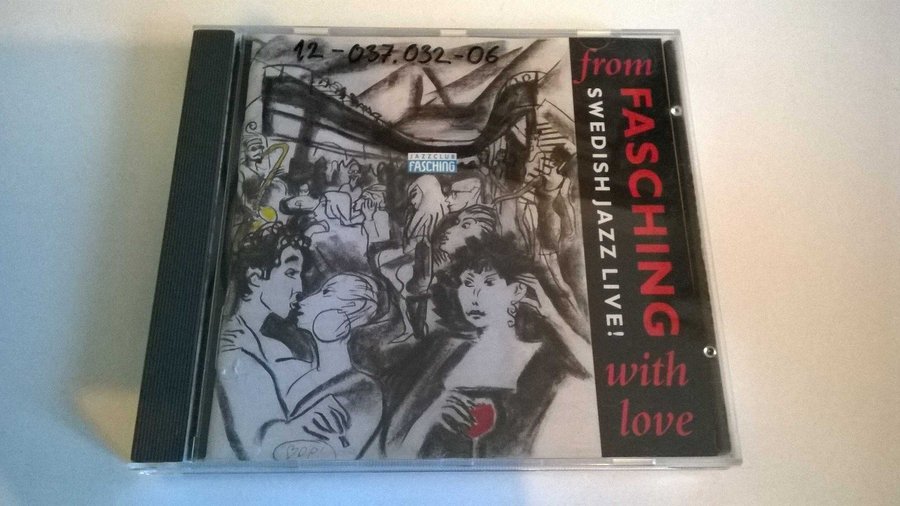 12-037.032-06
JAZZCLUB
FASCHING
from
FASCHING
SWEDISH JAZZ LIVE!
with
love